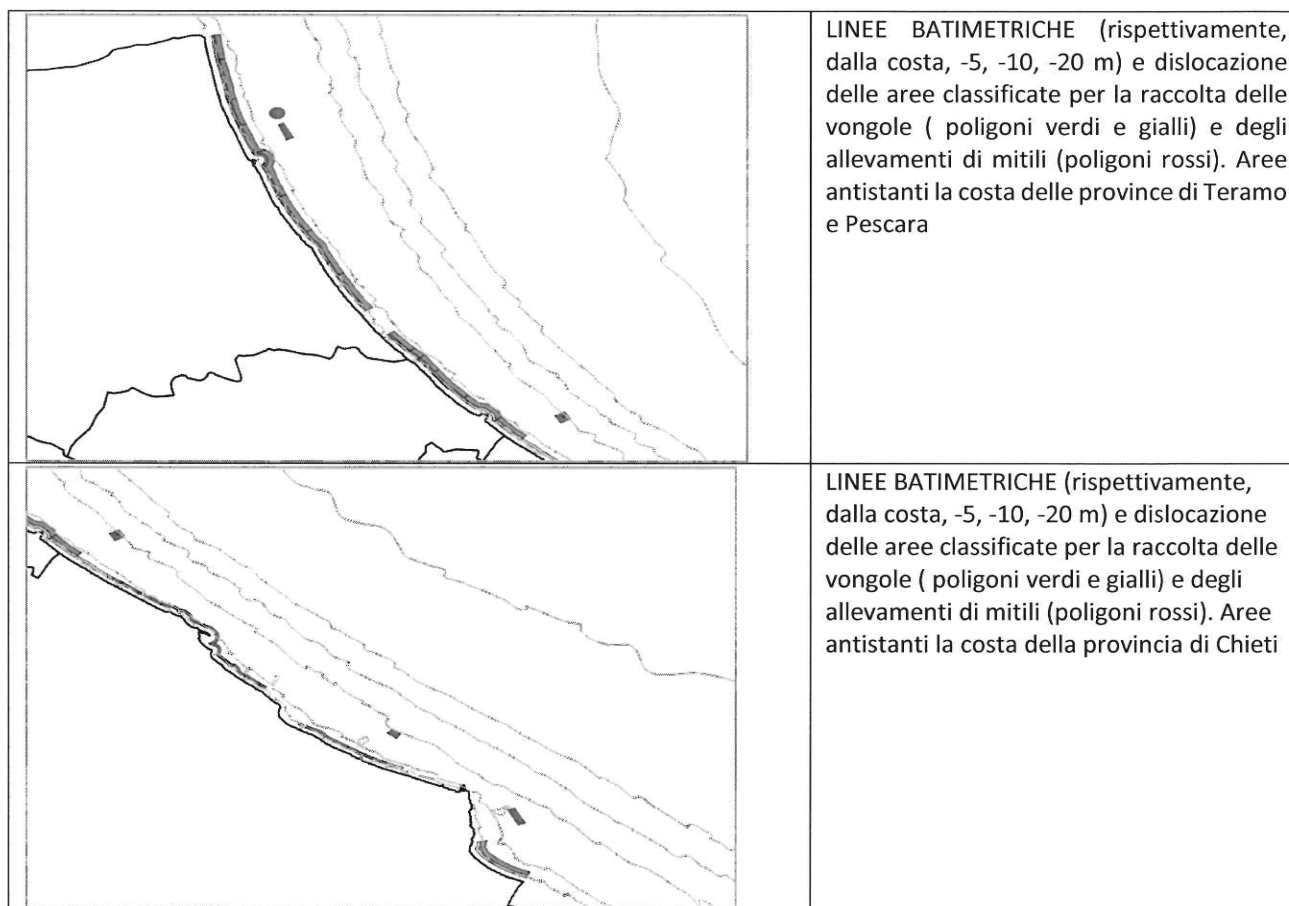 LINEE BATIMETRICHE (rispettivamente,
dalla costa, -5, -10, -20 m) e dislocazione
delle aree classificate per la raccolta delle
vongole ( poligoni verdi e gialli) e degli
allevamenti di mitili (poligoni rossi). Aree
antistanti la costa delle province di Teramo
e Pescara
LINEE BATIMETRICHE (rispettivamente,
dalla costa, -5, -10, -20 m) e dislocazione
delle aree classificate per la raccolta delle
vongole ( poligoni verdi e gialli) e degli
allevamenti di mitili (poligoni rossi). Aree
antistanti la costa della provincia di Chieti